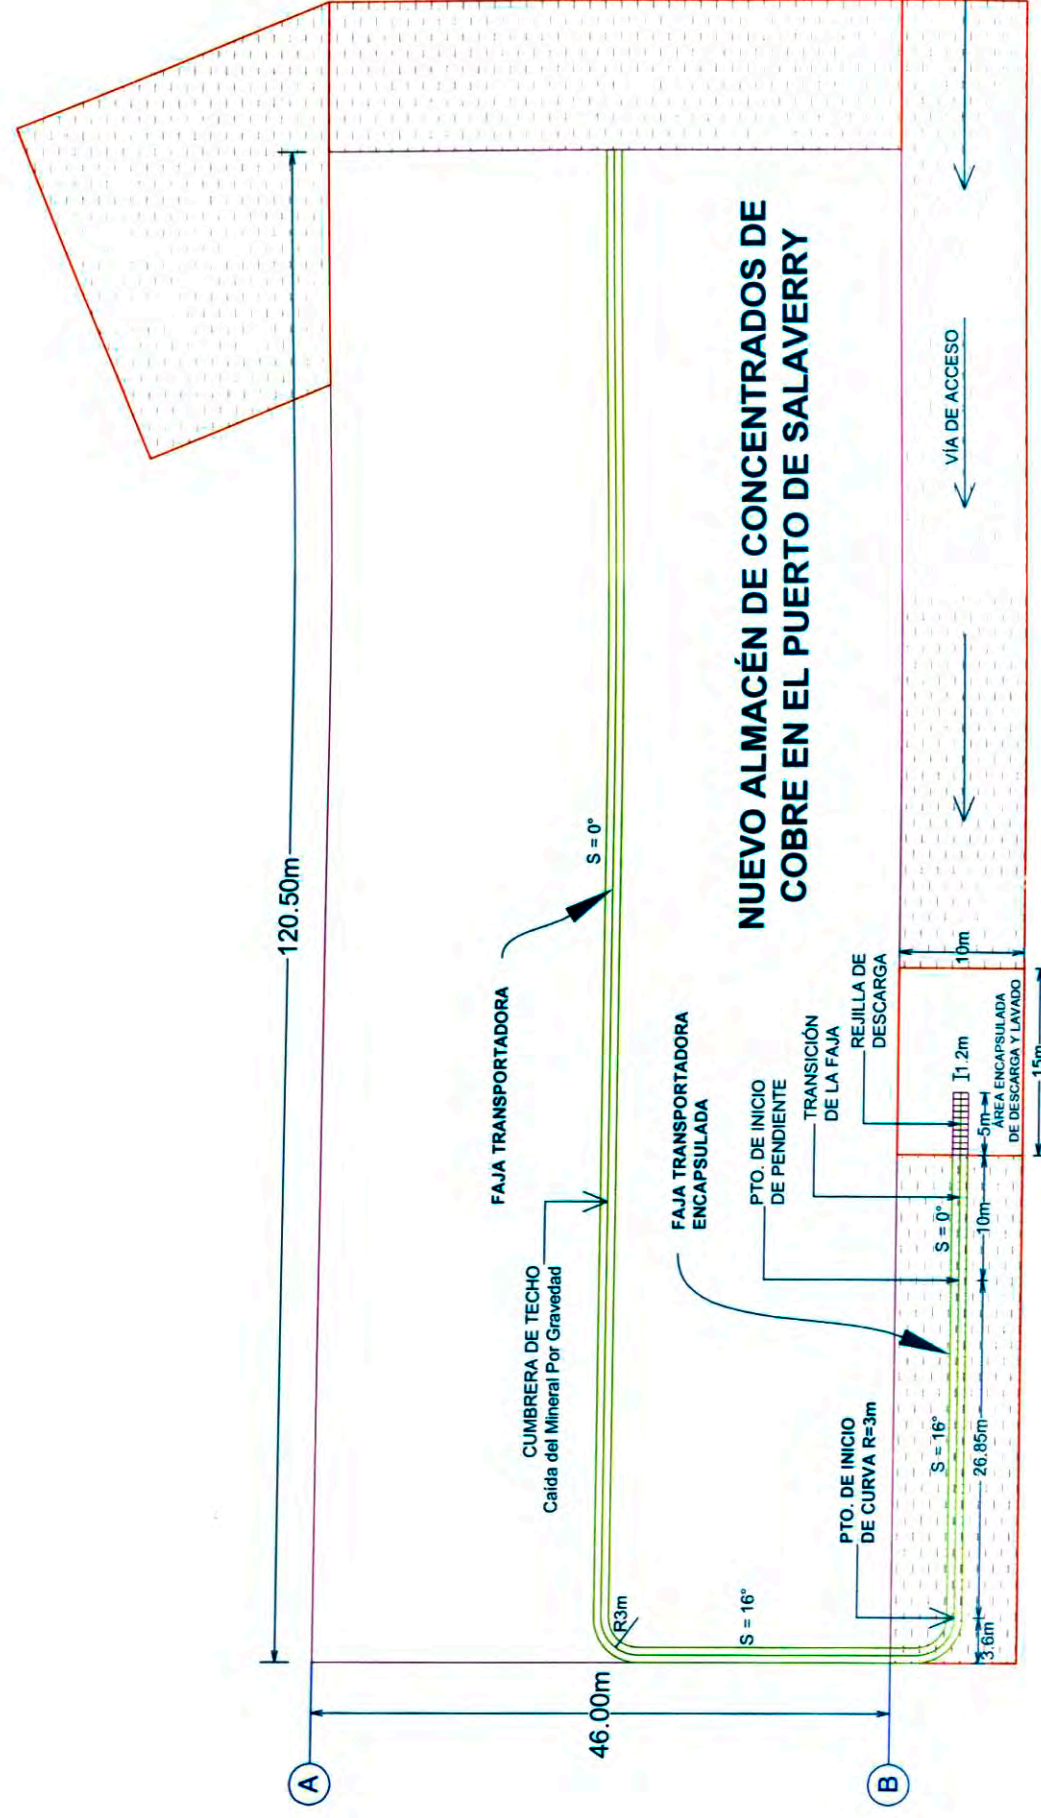 120.50m
46.00m
A
B
FAJA TRANSPORTADORA
S = 0°
CUMBRERA DE TECHO
Caida del Mineral Por Gravedad
R3m
S = 16°
NUEVO ALMACÉN DE CONCENTRADOS DE
COBRE EN EL PUERTO DE SALAVERRY
FAJA TRANSPORTADORA
ENCAPSULADA
PTO. DE INICIO
DE PENDIENTE
TRANSICIÓN
DE LA FAJA
REJILLA DE
DESCARGA
PTO. DE INICIO
DE CURVA R=3m
S = 16°
S = 0°
3.6m
26.85m
10m
5m
1.2m
ÁREA ENCAPSULADA
DE DESCARGA Y LAVADO
10m
15m
VÍA DE ACCESO